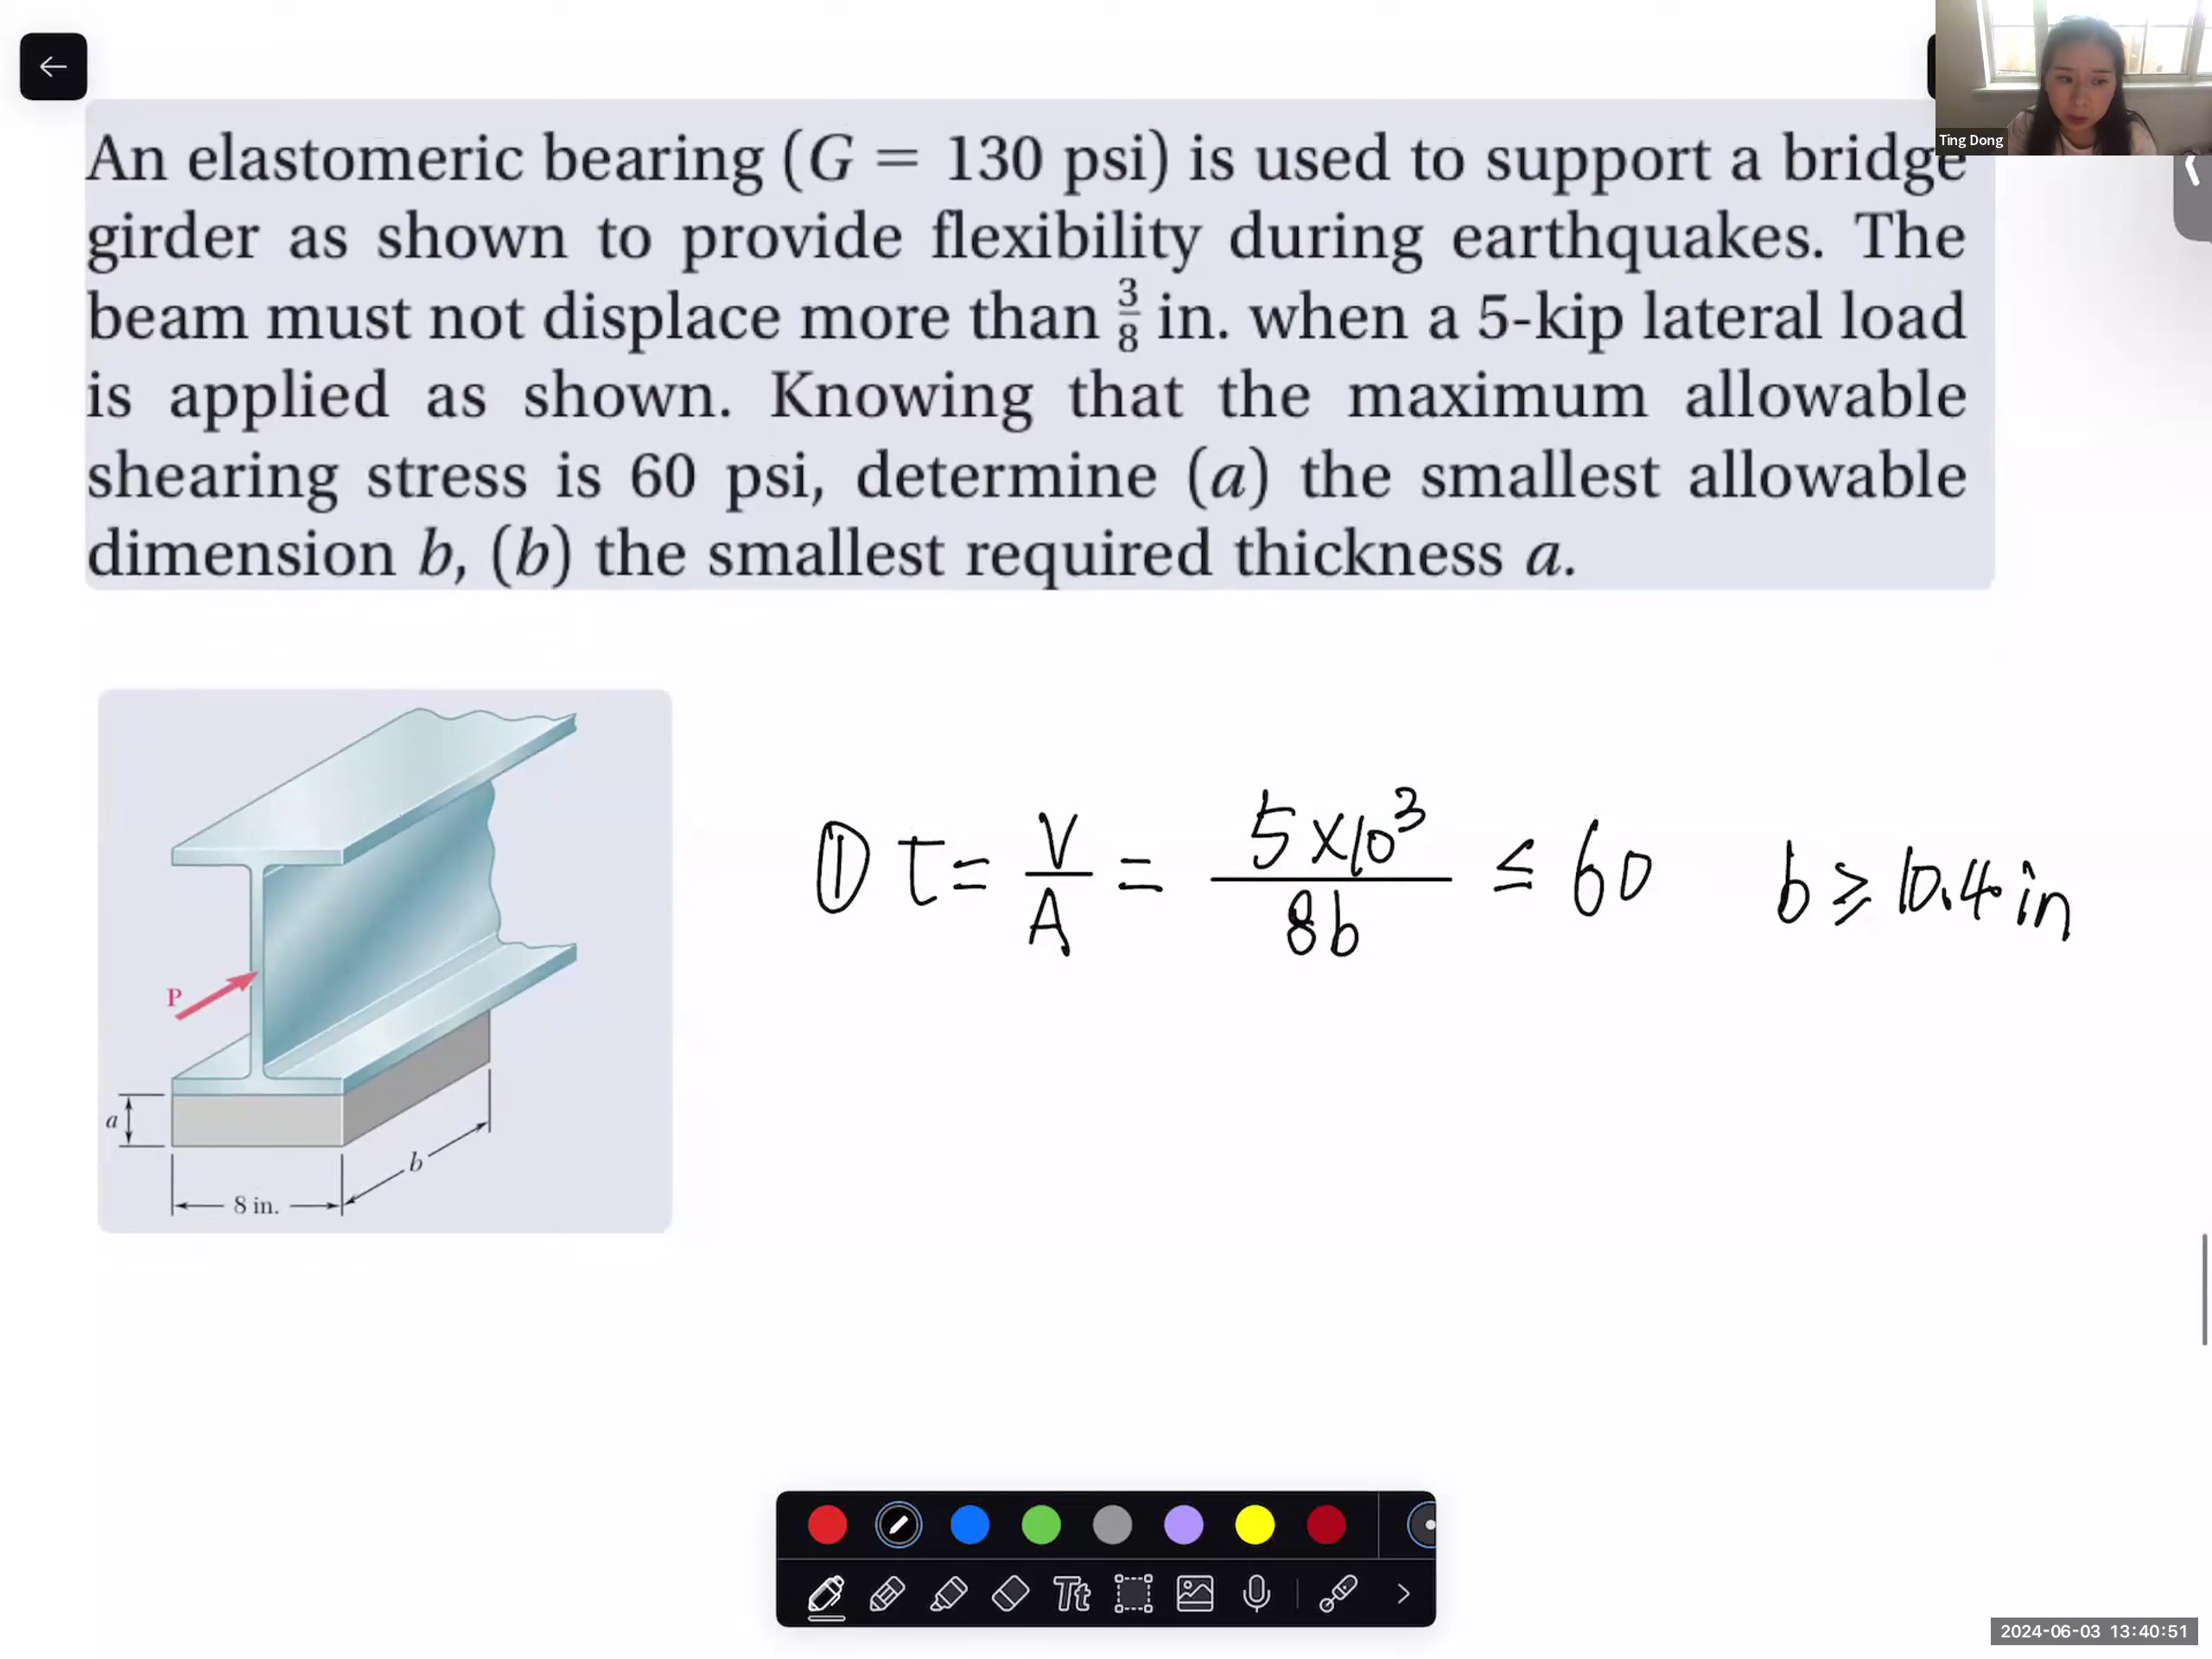 Ting Dong
An elastomeric bearing (G = 130 psi) is used to support a bridge
girder as shown to provide flexibility during earthquakes. The
beam must not displace more than 3/8 in. when a 5-kip lateral load
is applied as shown. Knowing that the maximum allowable
shearing stress is 60 psi, determine (a) the smallest allowable
dimension b, (b) the smallest required thickness a.
① τ = V/A = 5×10³/8b ≤ 60 b ≥ 10.4 in
P
a
b
8 in.
Tt
2024-06-03 13:40:51